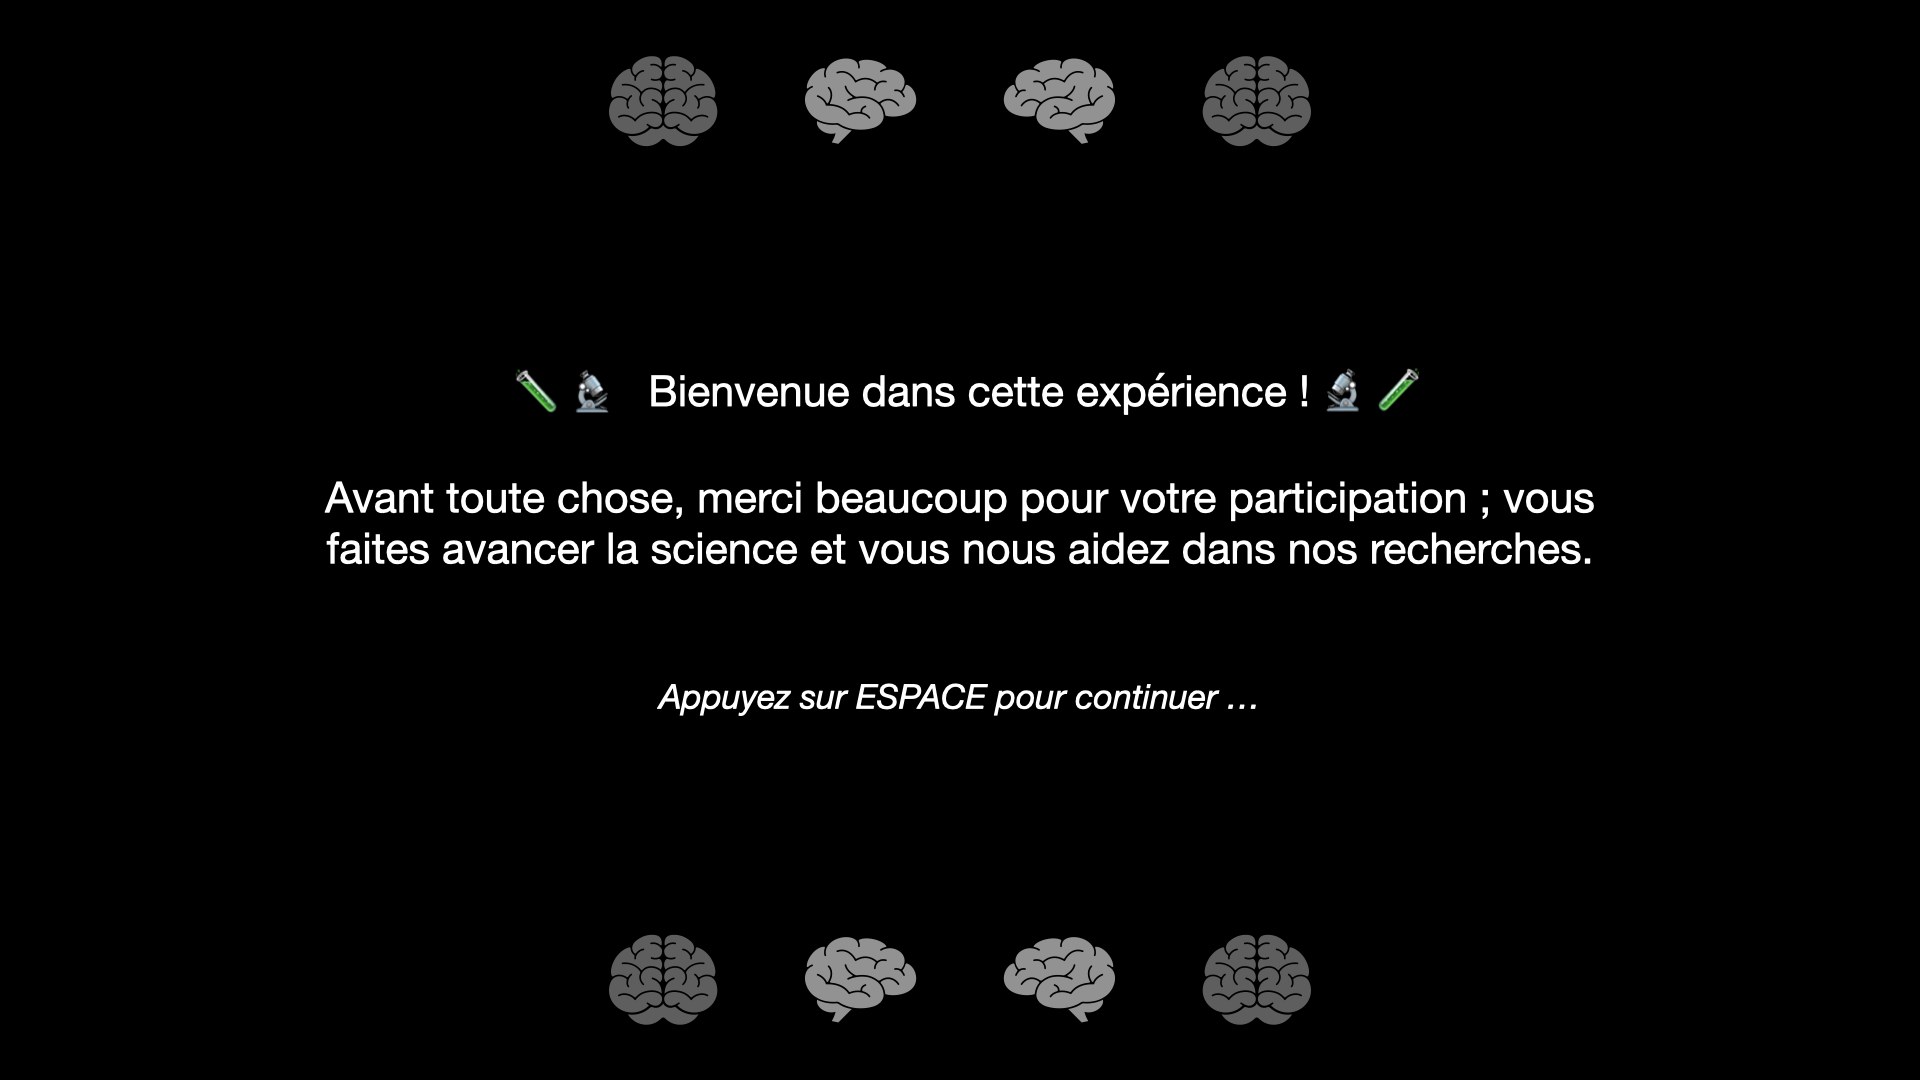 Bienvenue dans cette expérience !
Avant toute chose, merci beaucoup pour votre participation ; vous
faites avancer la science et vous nous aidez dans nos recherches.
Appuyez sur ESPACE pour continuer …